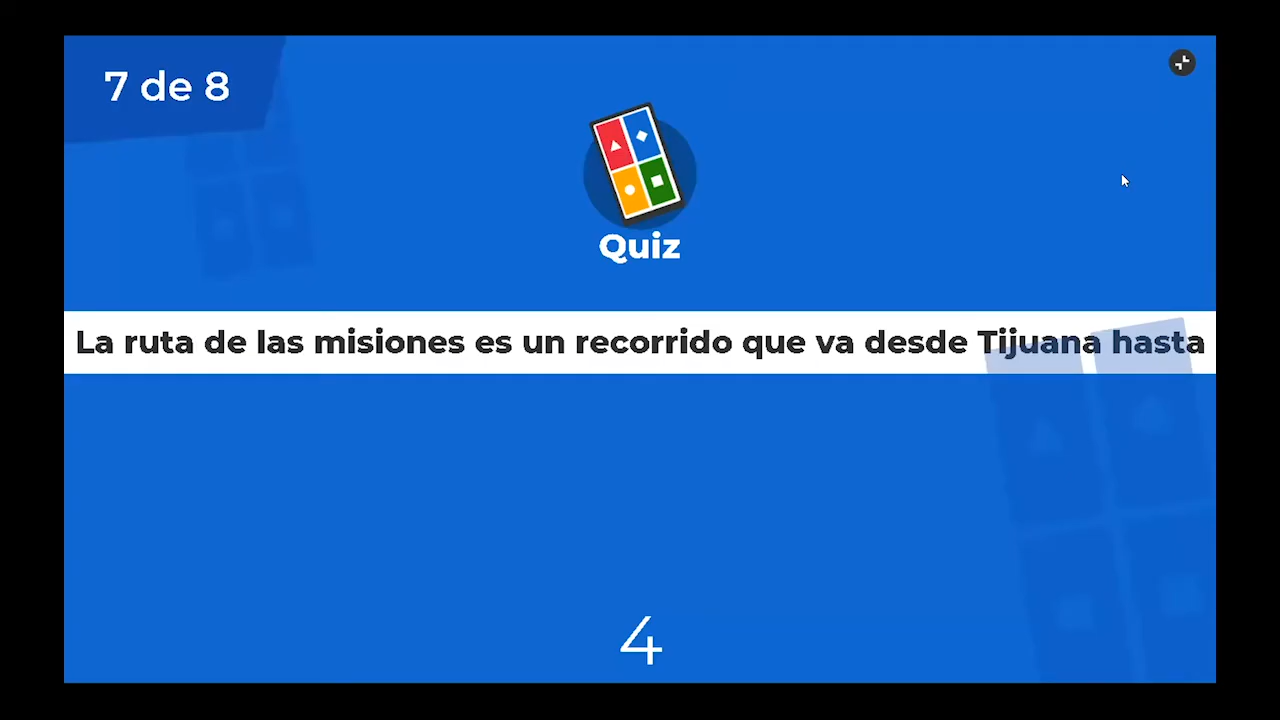 7 de 8
Quiz
La ruta de las misiones es un recorrido que va desde Tijuana hasta
4